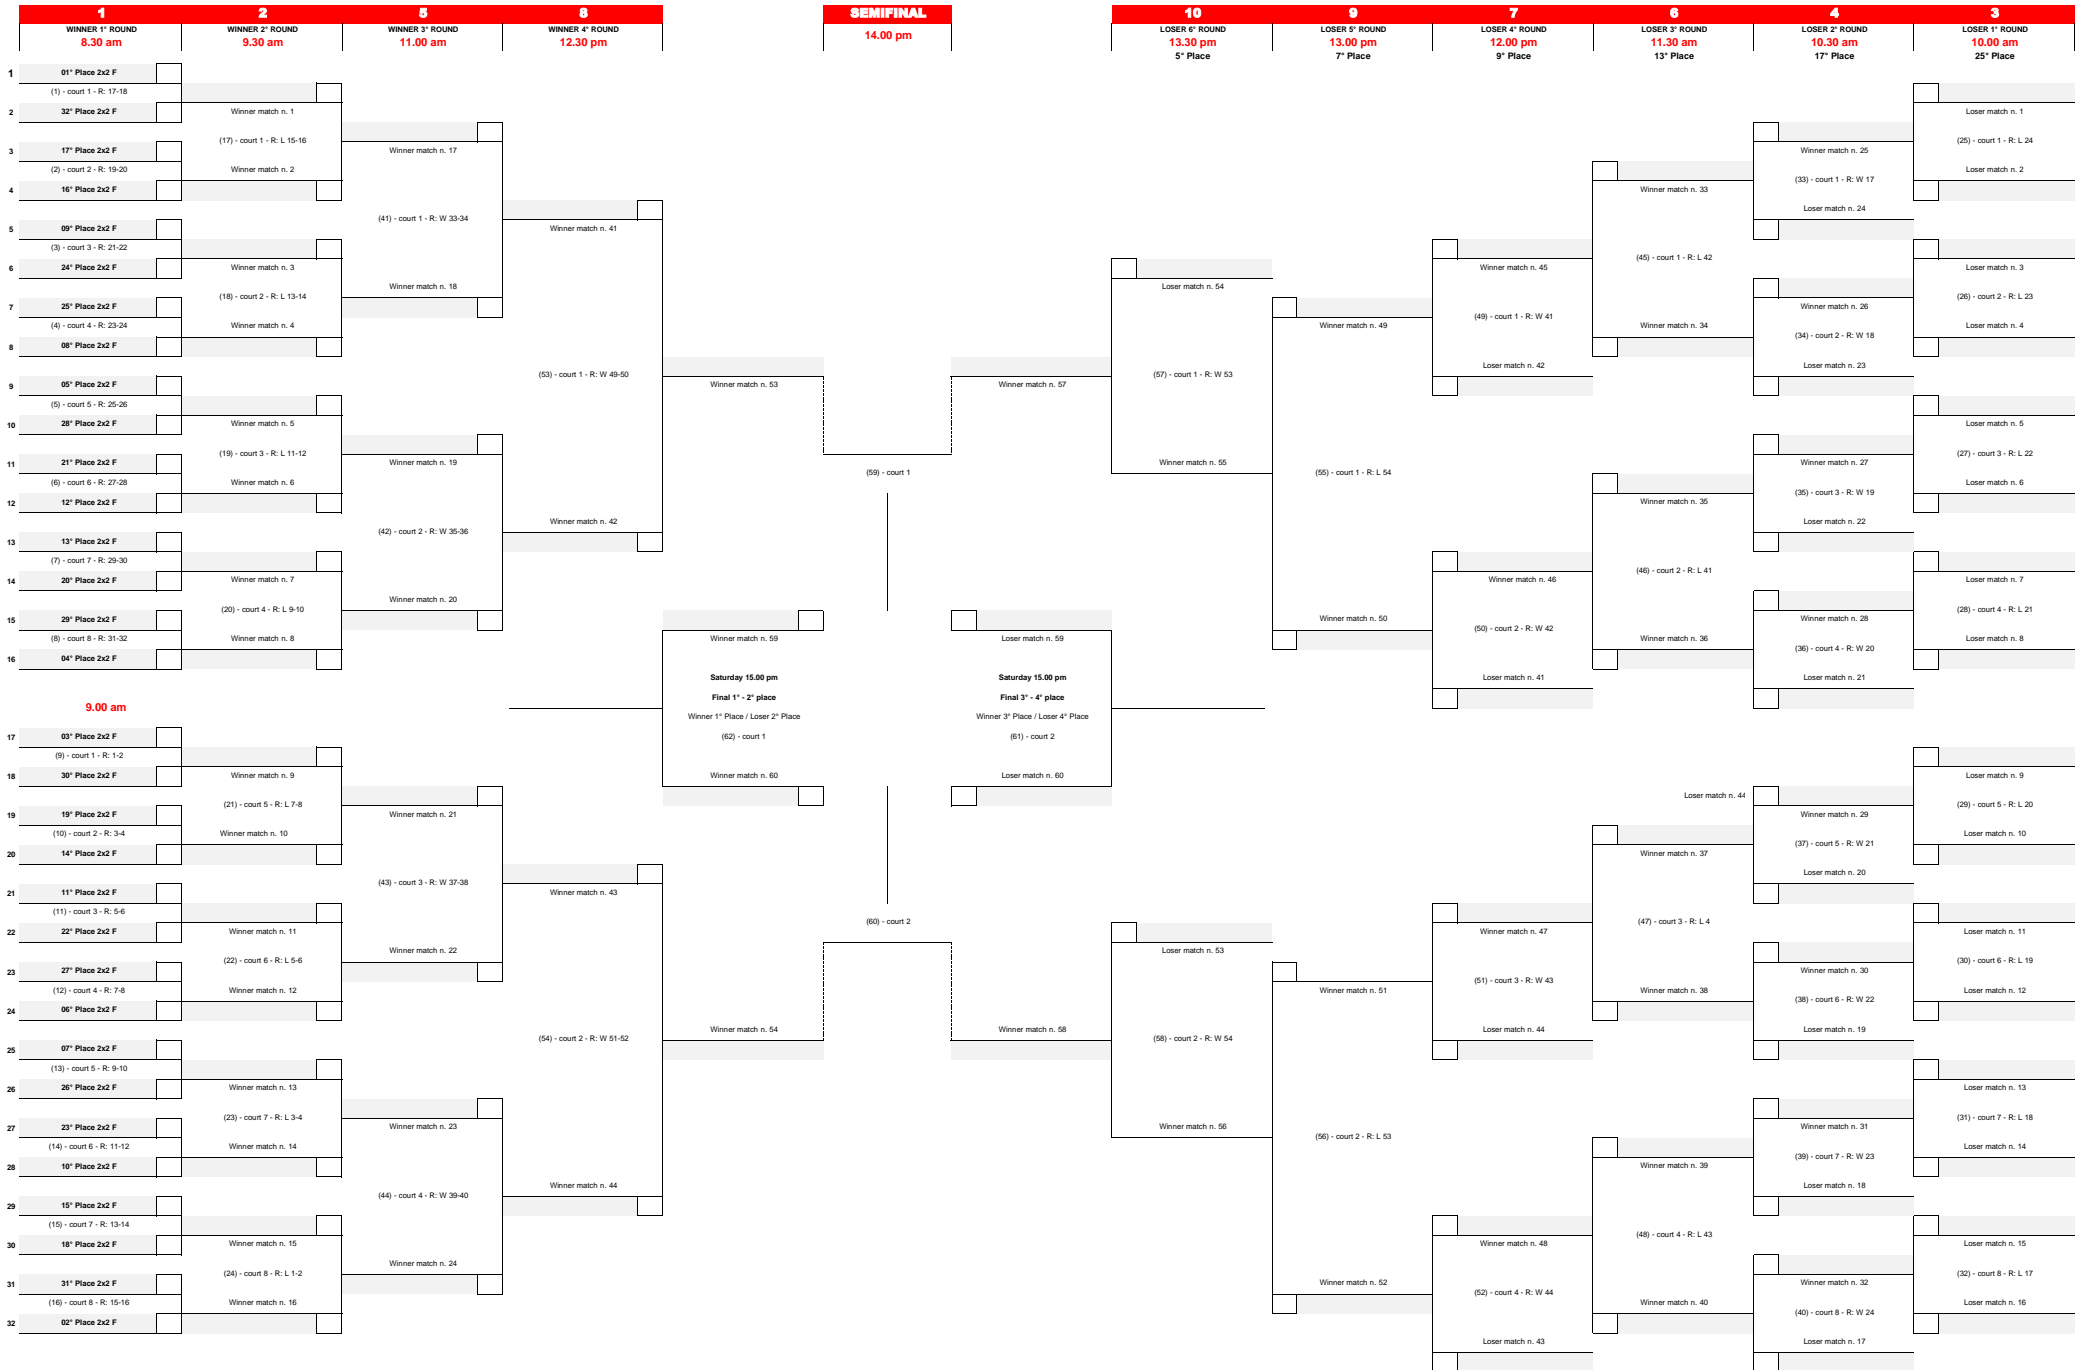 1 2 5 8 SEMIFINAL 10 9 7 6 4 3
WINNER 1° ROUND WINNER 2° ROUND WINNER 3° ROUND WINNER 4° ROUND 14.00 pm LOSER 6° ROUND LOSER 5° ROUND LOSER 4° ROUND LOSER 3° ROUND LOSER 2° ROUND LOSER 1° ROUND
8.30 am 9.30 am 11.00 am 12.30 pm 13.30 pm 13.00 pm 12.00 pm 11.30 am 10.30 am 10.00 am
5° Place 7° Place 9° Place 13° Place 17° Place 25° Place
1 01° Place 2x2 F
(1) - court 1 - R: 17-18
2 32° Place 2x2 F
3 17° Place 2x2 F
(2) - court 2 - R: 19-20
4 16° Place 2x2 F
5 09° Place 2x2 F
(3) - court 3 - R: 21-22
6 24° Place 2x2 F
7 25° Place 2x2 F
(4) - court 4 - R: 23-24
8 08° Place 2x2 F
9 05° Place 2x2 F
(5) - court 5 - R: 25-26
10 28° Place 2x2 F
11 21° Place 2x2 F
(6) - court 6 - R: 27-28
12 12° Place 2x2 F
13 13° Place 2x2 F
(7) - court 7 - R: 29-30
14 20° Place 2x2 F
15 29° Place 2x2 F
(8) - court 8 - R: 31-32
16 04° Place 2x2 F
9.00 am
17 03° Place 2x2 F
(9) - court 1 - R: 1-2
18 30° Place 2x2 F
19 19° Place 2x2 F
(10) - court 2 - R: 3-4
20 14° Place 2x2 F
21 11° Place 2x2 F
(11) - court 3 - R: 5-6
22 22° Place 2x2 F
23 27° Place 2x2 F
(12) - court 4 - R: 7-8
24 06° Place 2x2 F
25 07° Place 2x2 F
(13) - court 5 - R: 9-10
26 26° Place 2x2 F
27 23° Place 2x2 F
(14) - court 6 - R: 11-12
28 10° Place 2x2 F
29 15° Place 2x2 F
(15) - court 7 - R: 13-14
30 18° Place 2x2 F
31 31° Place 2x2 F
(16) - court 8 - R: 15-16
32 02° Place 2x2 F
Winner match n. 1
(17) - court 1 - R: L 15-16
Winner match n. 2
Winner match n. 3
(18) - court 2 - R: L 13-14
Winner match n. 4
Winner match n. 5
(19) - court 3 - R: L 11-12
Winner match n. 6
Winner match n. 7
(20) - court 4 - R: L 9-10
Winner match n. 8
Winner match n. 9
(21) - court 5 - R: L 7-8
Winner match n. 10
Winner match n. 11
(22) - court 6 - R: L 5-6
Winner match n. 12
Winner match n. 13
(23) - court 7 - R: L 3-4
Winner match n. 14
Winner match n. 15
(24) - court 8 - R: L 1-2
Winner match n. 16
Winner match n. 17
(41) - court 1 - R: W 33-34
Winner match n. 18
Winner match n. 19
(42) - court 2 - R: W 35-36
Winner match n. 20
Winner match n. 21
(43) - court 3 - R: W 37-38
Winner match n. 22
Winner match n. 23
(44) - court 4 - R: W 39-40
Winner match n. 24
Winner match n. 41
(53) - court 1 - R: W 49-50
Winner match n. 42
Winner match n. 43
(54) - court 2 - R: W 51-52
Winner match n. 44
Winner match n. 53
Winner match n. 59
Saturday 15.00 pm
Final 1° - 2° place
Winner 1° Place / Loser 2° Place
(62) - court 1
Winner match n. 60
Winner match n. 54
(59) - court 1
(60) - court 2
Winner match n. 57
Loser match n. 59
Saturday 15.00 pm
Final 3° - 4° place
Winner 3° Place / Loser 4° Place
(61) - court 2
Loser match n. 60
Winner match n. 58
Loser match n. 54
(57) - court 1 - R: W 53
Winner match n. 55
Loser match n. 53
(58) - court 2 - R: W 54
Winner match n. 56
Winner match n. 49
(55) - court 1 - R: L 54
Winner match n. 50
Winner match n. 51
(56) - court 2 - R: L 53
Winner match n. 52
Winner match n. 45
(49) - court 1 - R: W 41
Loser match n. 42
Winner match n. 46
(50) - court 2 - R: W 42
Loser match n. 41
Winner match n. 47
(51) - court 3 - R: W 43
Loser match n. 44
Winner match n. 48
(52) - court 4 - R: W 44
Loser match n. 43
Winner match n. 33
(45) - court 1 - R: L 42
Winner match n. 34
Winner match n. 35
(46) - court 2 - R: L 41
Winner match n. 36
Loser match n. 44
Winner match n. 37
(47) - court 3 - R: L 4
Winner match n. 38
Winner match n. 39
(48) - court 4 - R: L 43
Winner match n. 40
Winner match n. 25
(33) - court 1 - R: W 17
Loser match n. 24
Winner match n. 26
(34) - court 2 - R: W 18
Loser match n. 23
Winner match n. 27
(35) - court 3 - R: W 19
Loser match n. 22
Winner match n. 28
(36) - court 4 - R: W 20
Loser match n. 21
Winner match n. 29
(37) - court 5 - R: W 21
Loser match n. 20
Winner match n. 30
(38) - court 6 - R: W 22
Loser match n. 19
Winner match n. 31
(39) - court 7 - R: W 23
Loser match n. 18
Winner match n. 32
(40) - court 8 - R: W 24
Loser match n. 17
Loser match n. 1
(25) - court 1 - R: L 24
Loser match n. 2
Loser match n. 3
(26) - court 2 - R: L 23
Loser match n. 4
Loser match n. 5
(27) - court 3 - R: L 22
Loser match n. 6
Loser match n. 7
(28) - court 4 - R: L 21
Loser match n. 8
Loser match n. 9
(29) - court 5 - R: L 20
Loser match n. 10
Loser match n. 11
(30) - court 6 - R: L 19
Loser match n. 12
Loser match n. 13
(31) - court 7 - R: L 18
Loser match n. 14
Loser match n. 15
(32) - court 8 - R: L 17
Loser match n. 16